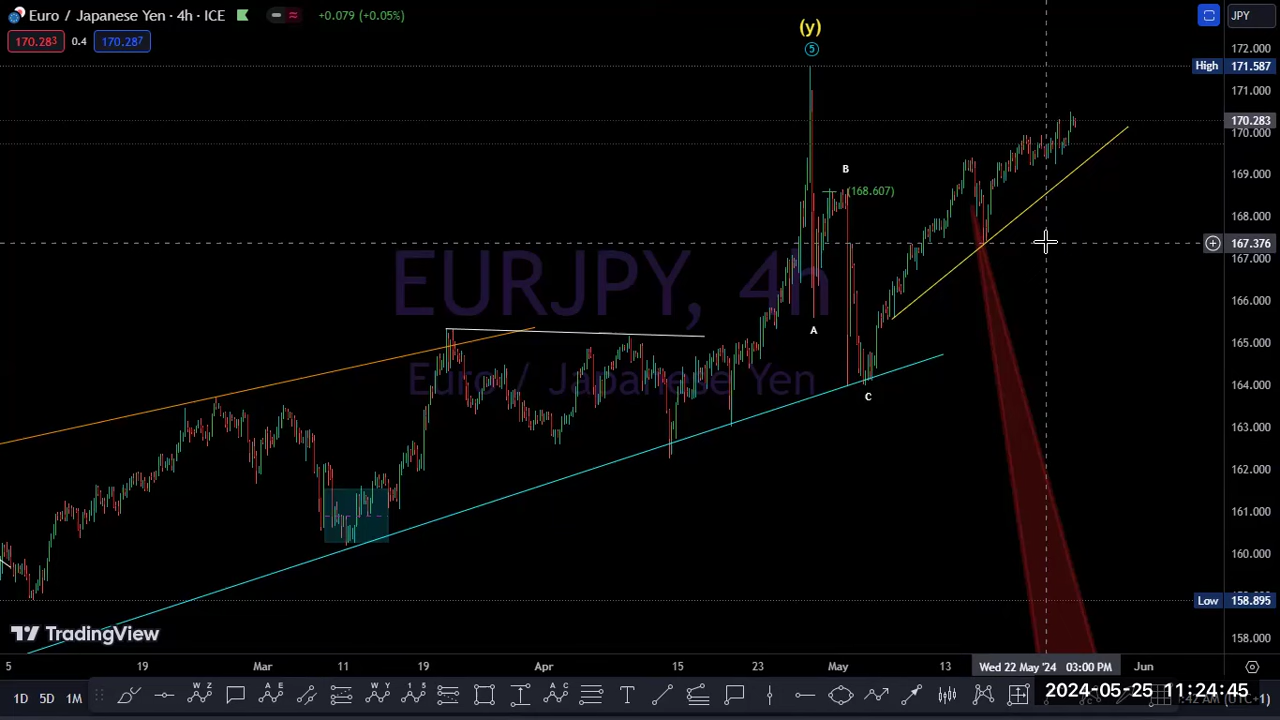 Euro / Japanese Yen · 4h · ICE +0.079 (+0.05%) JPY
170.283 0.4 170.287
(y)
5
172.000
High 171.587
171.000
170.283
170.000
B
169.000
(168.607)
168.000
167.376
167.000
EURJPY, 4h
166.000
A
165.000
Euro / Japanese Yen
164.000
C
163.000
162.000
161.000
160.000
Low 158.895
158.000
TradingView
5 19 Mar 11 19 Apr 15 23 May 13 Wed 22 May '24 03:00 PM Jun
1D 5D 1M
2024-05-25 11:24:45